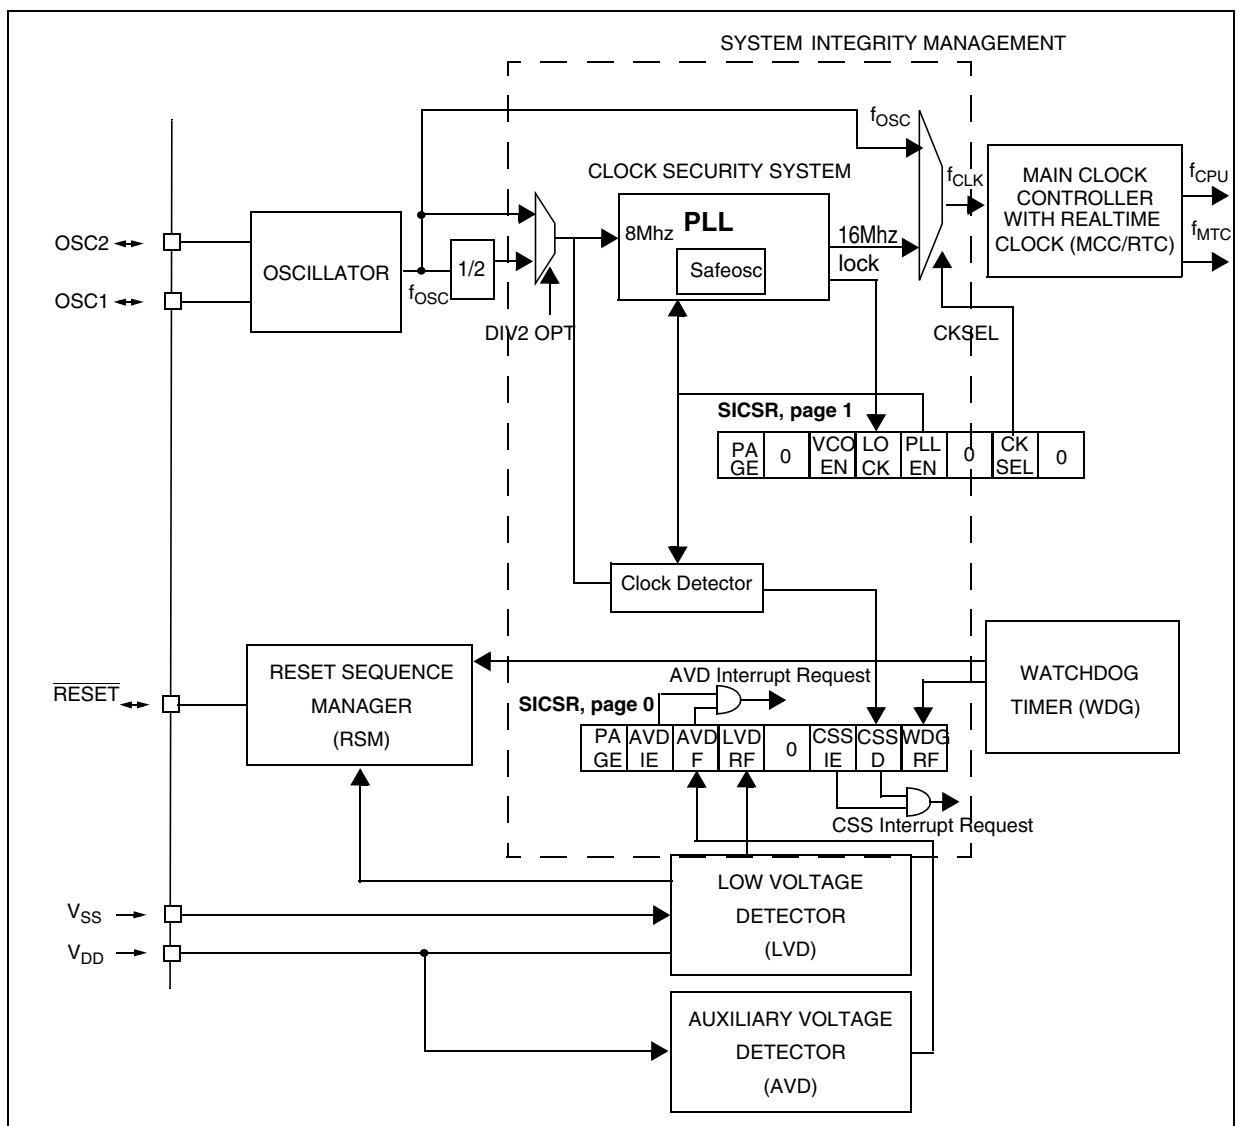 SYSTEM INTEGRITY MANAGEMENT
fOSC
CLOCK SECURITY SYSTEM
fCLK
MAIN CLOCK
CONTROLLER
WITH REALTIME
CLOCK (MCC/RTC)
fCPU
fMTC
OSC2
OSC1
OSCILLATOR
fOSC
1/2
DIV2 OPT
8Mhz
PLL
Safeosc
16Mhz
lock
CKSEL
SICSR, page 1
PA GE
0
VCO EN
LO CK
PLL EN
0
CK SEL
0
Clock Detector
RESET
RESET SEQUENCE
MANAGER
(RSM)
AVD Interrupt Request
SICSR, page 0
PA GE
AVD IE
AVD F
LVD RF
0
CSS IE
CSS D
WDG RF
CSS Interrupt Request
WATCHDOG
TIMER (WDG)
VSS
VDD
LOW VOLTAGE
DETECTOR
(LVD)
AUXILIARY VOLTAGE
DETECTOR
(AVD)